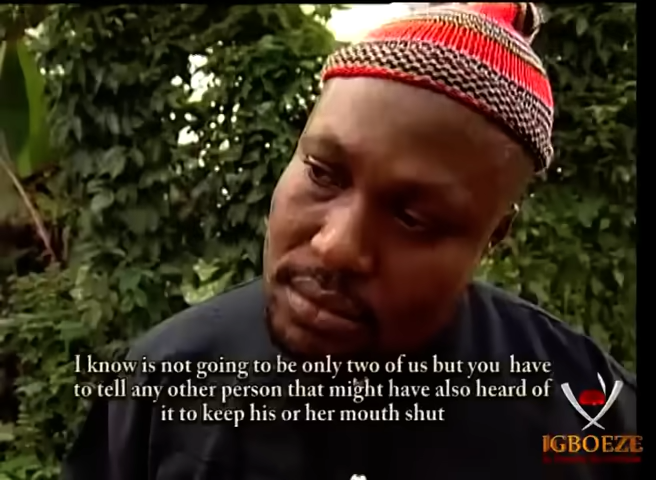 I know is not going to be only two of us but you have
to tell any other person that might have also heard of
it to keep his or her mouth shut
IGBOEZE